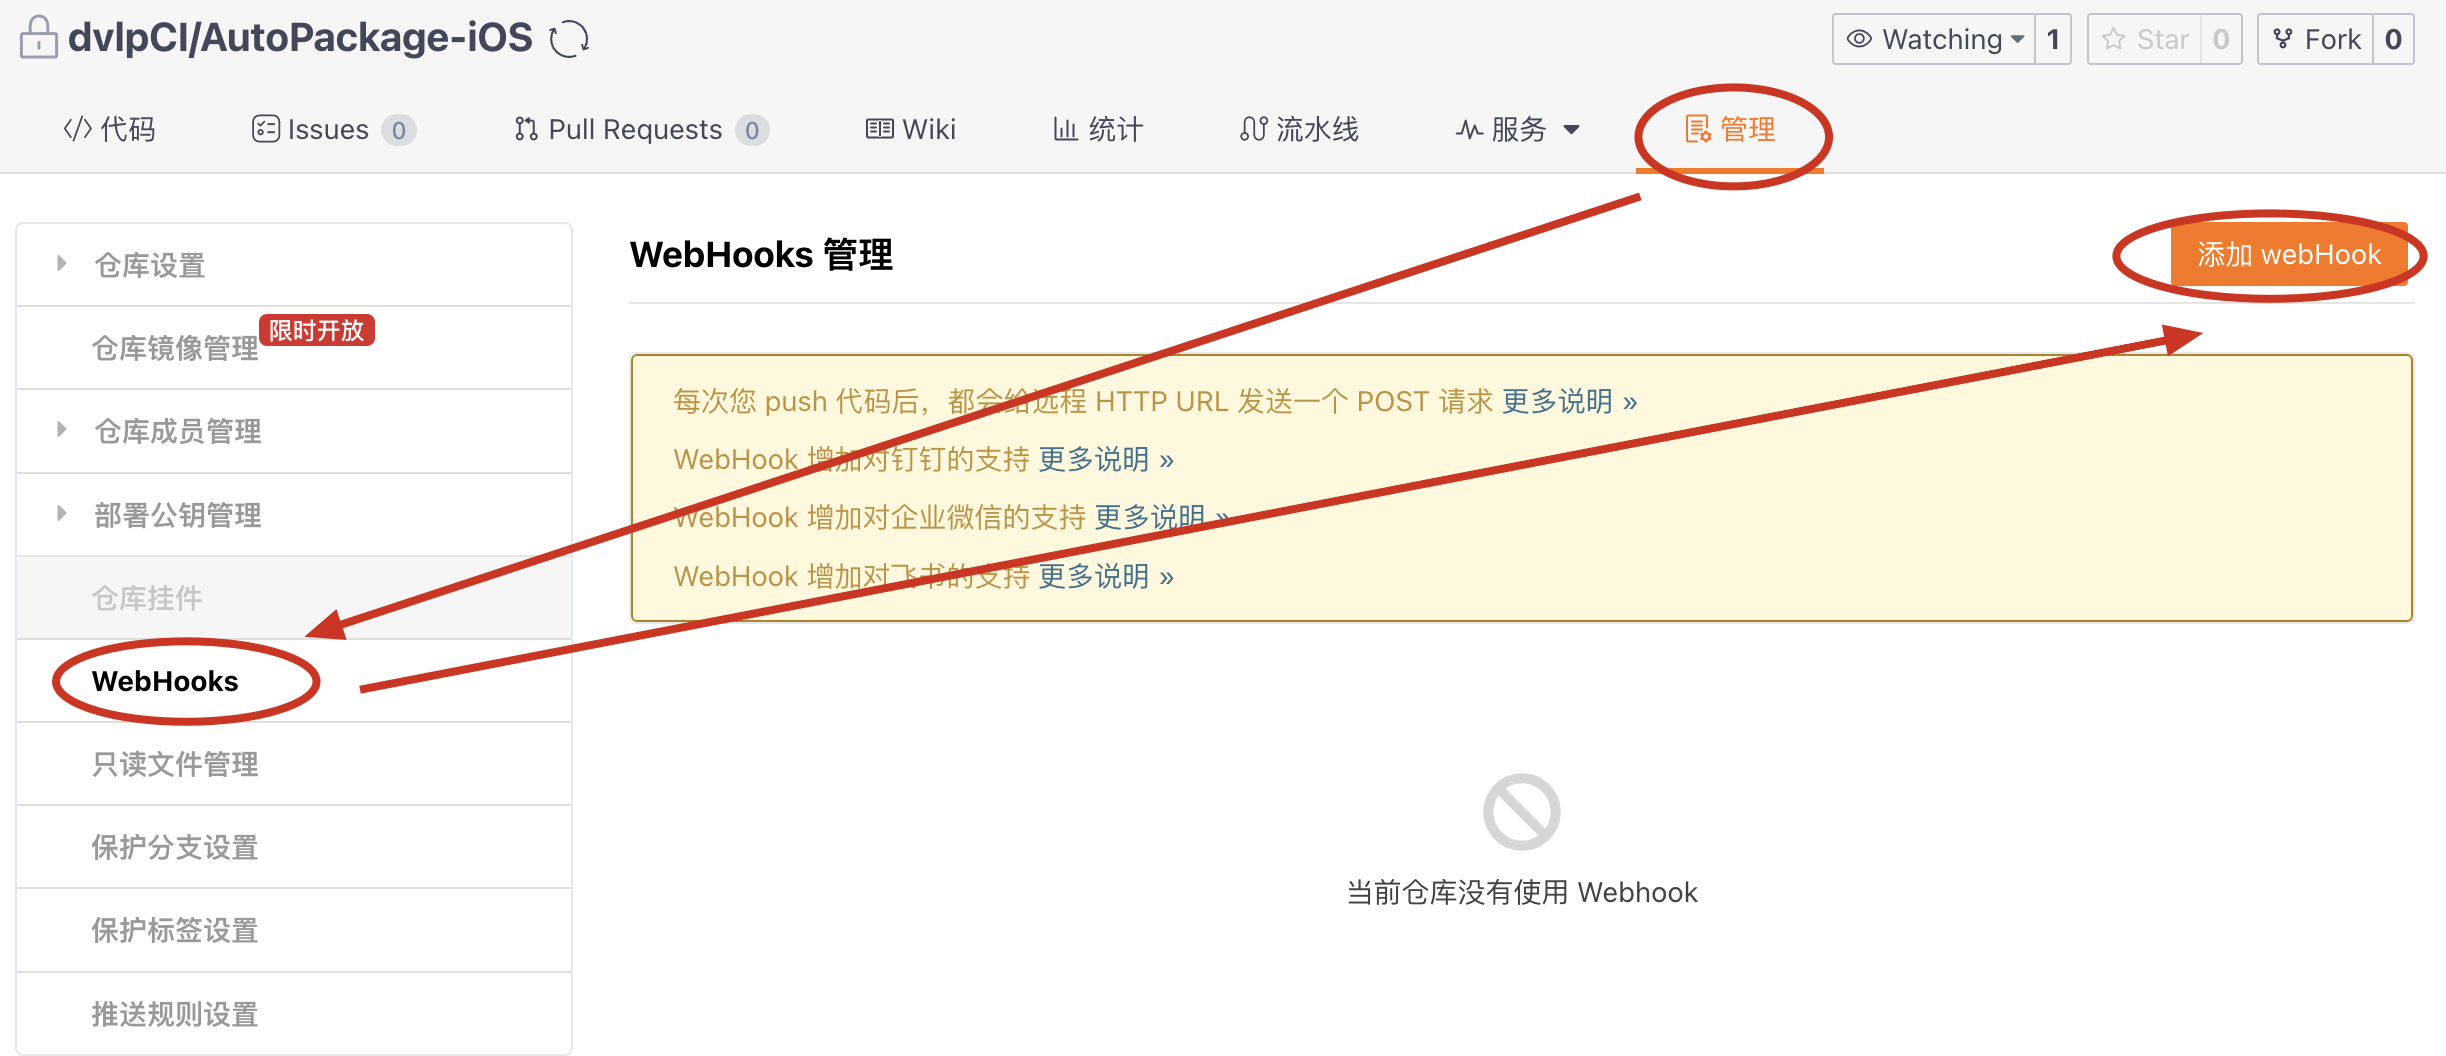 dvlpCI/AutoPackage-iOS
Watching 1
Star 0
Fork 0
代码
Issues 0
Pull Requests 0
Wiki
统计
流水线
服务
管理
仓库设置
仓库镜像管理 限时开放
仓库成员管理
部署公钥管理
仓库挂件
WebHooks
只读文件管理
保护分支设置
保护标签设置
推送规则设置
WebHooks 管理
添加 webHook
每次您 push 代码后，都会给远程 HTTP URL 发送一个 POST 请求 更多说明 »
WebHook 增加对钉钉的支持 更多说明 »
WebHook 增加对企业微信的支持 更多说明 »
WebHook 增加对飞书的支持 更多说明 »
当前仓库没有使用 Webhook